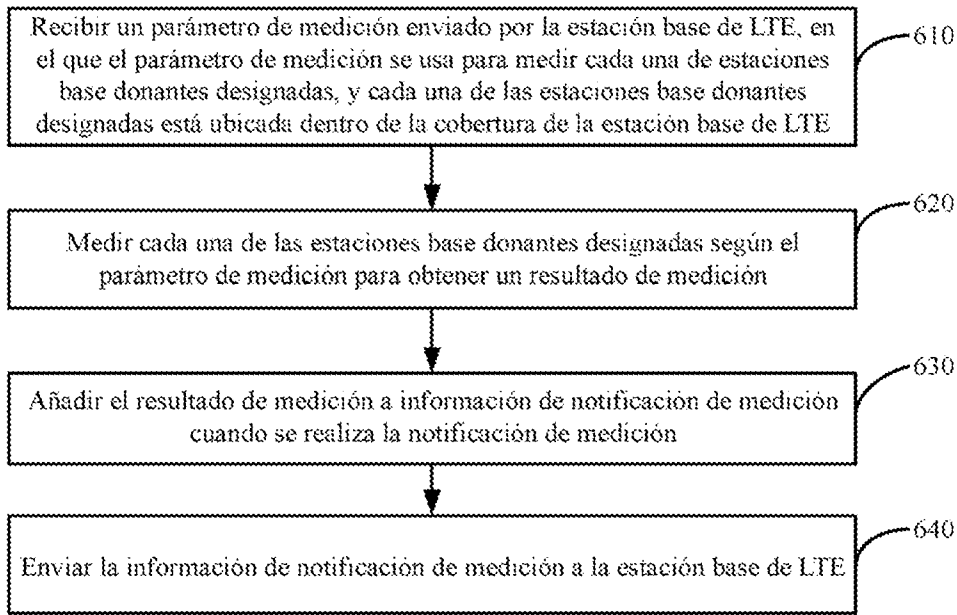 Recibir un parámetro de medición enviado por la estación base de LTE, en
el que el parámetro de medición se usa para medir cada una de estaciones
base donantes designadas, y cada una de las estaciones base donantes
designadas está ubicada dentro de la cobertura de la estación base de LTE
610
Medir cada una de las estaciones base donantes designadas según el
parámetro de medición para obtener un resultado de medición
620
Añadir el resultado de medición a información de notificación de medición
cuando se realiza la notificación de medición
630
Enviar la información de notificación de medición a la estación base de LTE
640